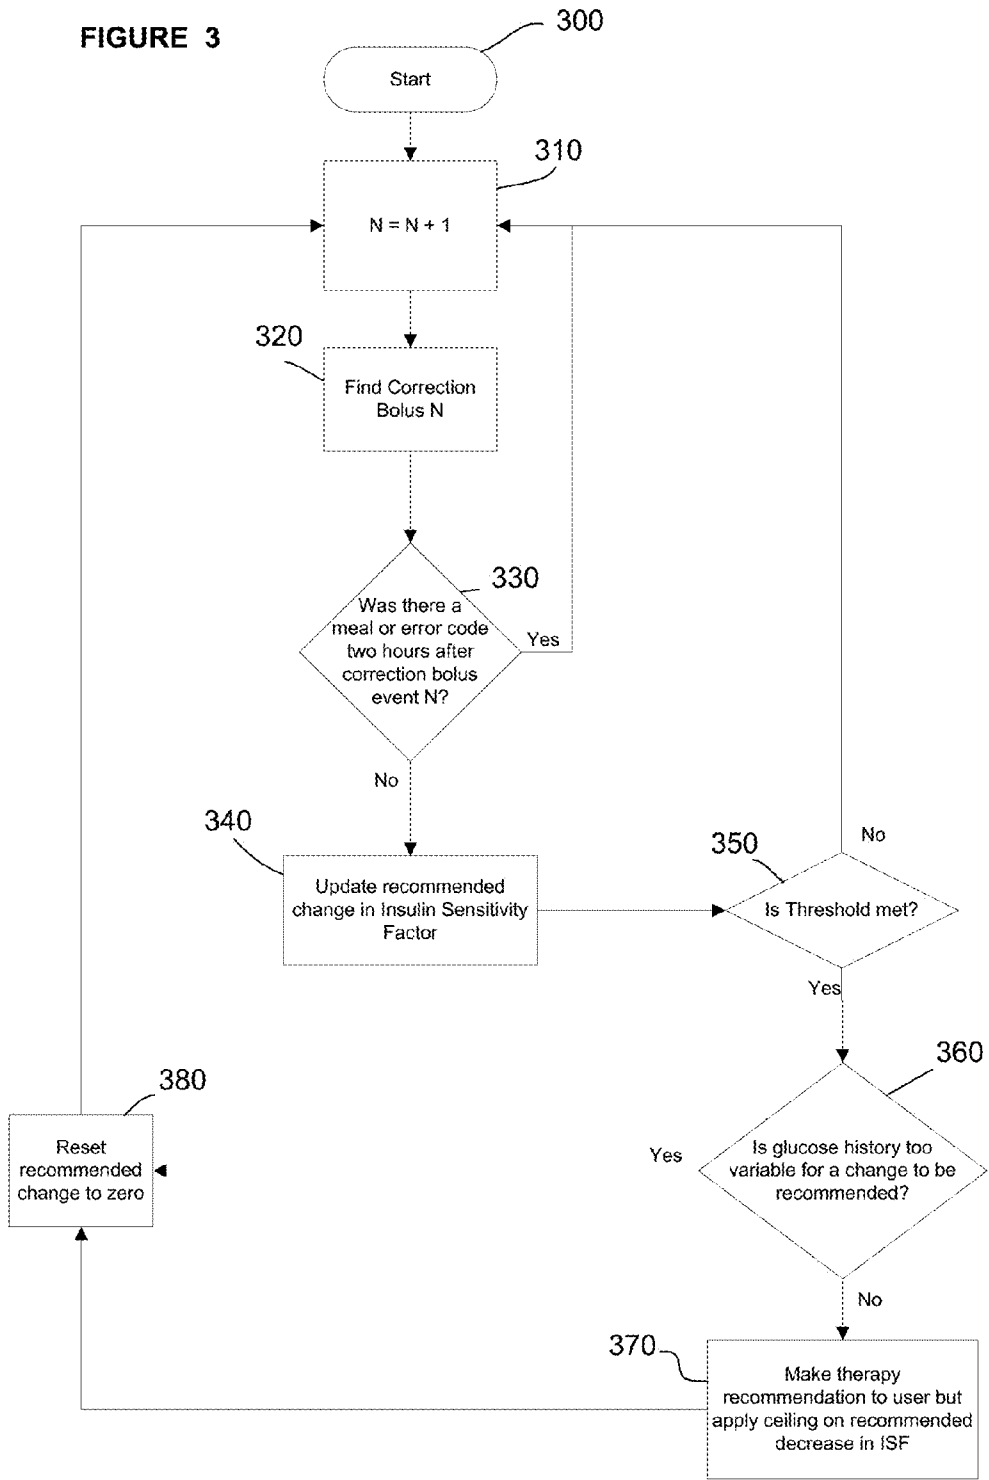 FIGURE 3
300
Start
310
N = N + 1
320
Find Correction
Bolus N
330
Was there a
meal or error code
two hours after
correction bolus
event N?
Yes
No
340
Update recommended
change in Insulin Sensitivity
Factor
350
No
Is Threshold met?
Yes
360
Is glucose history too
variable for a change to be
recommended?
Yes
No
380
Reset
recommended
change to zero
370
Make therapy
recommendation to user but
apply ceiling on recommended
decrease in ISF